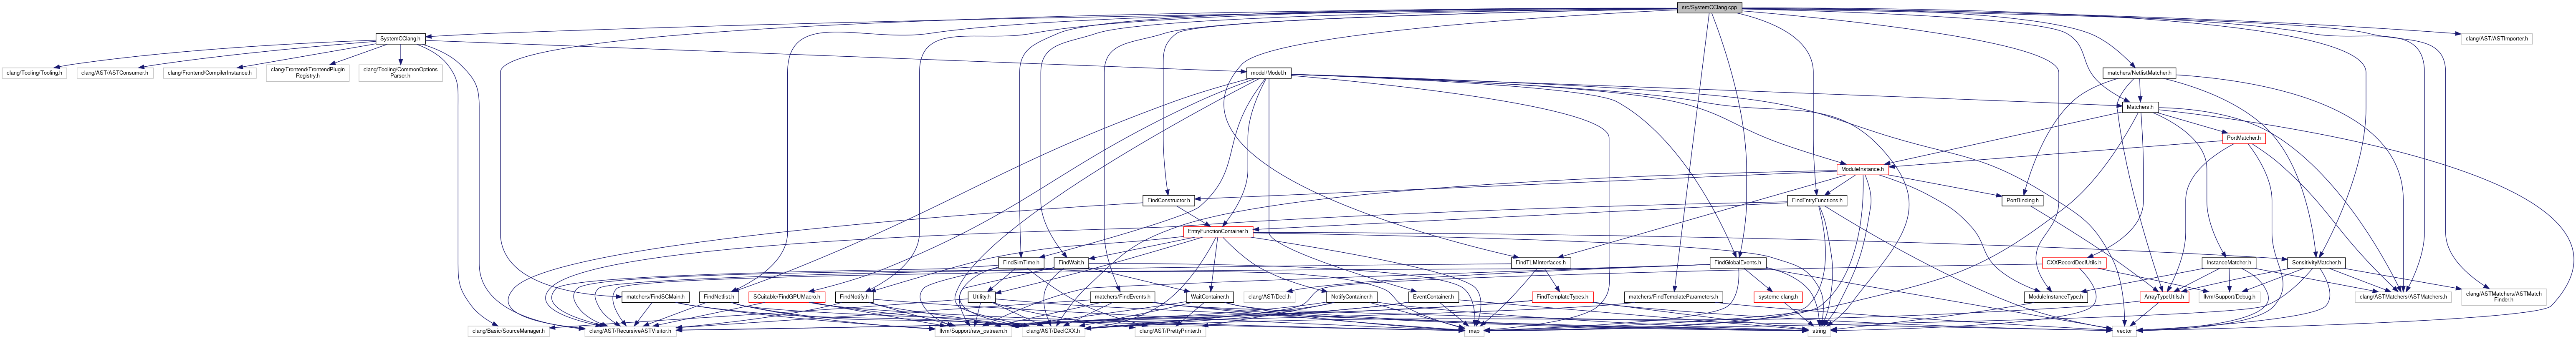 src/SystemCClang.cpp
SystemCClang.h
clang/AST/ASTImporter.h
clang/Tooling/Tooling.h
clang/AST/ASTConsumer.h
clang/Frontend/CompilerInstance.h
clang/Frontend/FrontendPlugin
Registry.h
clang/Tooling/CommonOptions
Parser.h
model/Model.h
matchers/NetlistMatcher.h
Matchers.h
PortMatcher.h
ModuleInstance.h
FindConstructor.h
FindEntryFunctions.h
PortBinding.h
EntryFunctionContainer.h
FindSimTime.h
FindWait.h
FindTLMInterfaces.h
FindGlobalEvents.h
CXXRecordDeclUtils.h
InstanceMatcher.h
SensitivityMatcher.h
matchers/FindSCMain.h
FindNetlist.h
SCuitable/FindGPUMacro.h
FindNotify.h
Utility.h
matchers/FindEvents.h
WaitContainer.h
clang/AST/Decl.h
NotifyContainer.h
EventContainer.h
FindTemplateTypes.h
matchers/FindTemplateParameters.h
systemc-clang.h
ModuleInstanceType.h
ArrayTypeUtils.h
llvm/Support/Debug.h
clang/ASTMatchers/ASTMatchers.h
clang/ASTMatchers/ASTMatch
Finder.h
clang/Basic/SourceManager.h
clang/AST/RecursiveASTVisitor.h
llvm/Support/raw_ostream.h
clang/AST/DeclCXX.h
clang/AST/PrettyPrinter.h
map
string
vector